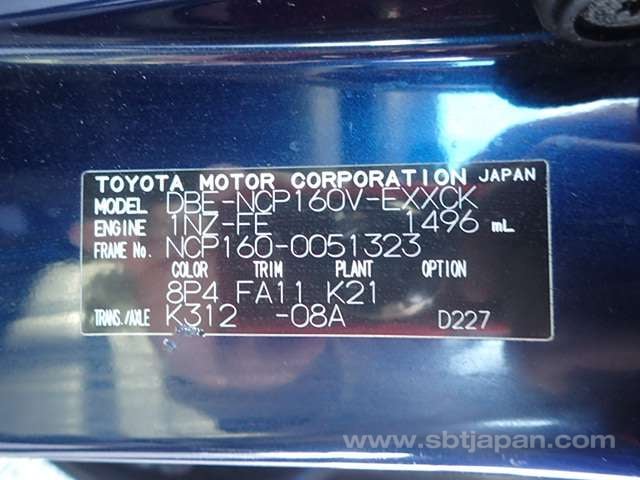 TOYOTA MOTOR CORPORATION JAPAN
MODEL DBE-NCP160V-EXXCK
ENGINE 1NZ-FE 1496 mL
FRAME No. NCP160-0051323
COLOR TRIM PLANT OPTION
8P4 FA11 K21
TRANS./AXLE K312 -08A D227
www.sbtjapan.com